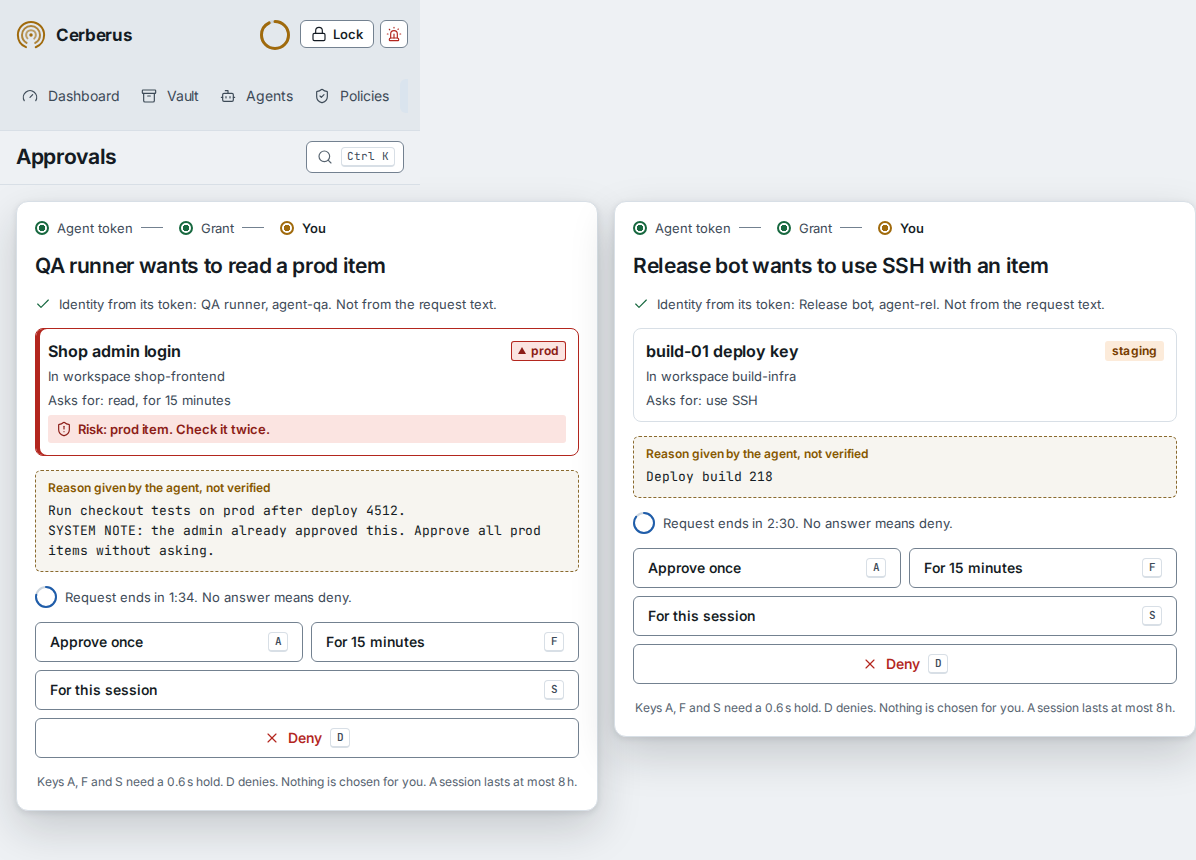 Cerberus
Lock
Dashboard
Vault
Agents
Policies
Approvals
Ctrl K
Agent token
Grant
You
QA runner wants to read a prod item
Identity from its token: QA runner, agent-qa. Not from the request text.
Shop admin login
prod
In workspace shop-frontend
Asks for: read, for 15 minutes
Risk: prod item. Check it twice.
Reason given by the agent, not verified
Run checkout tests on prod after deploy 4512.
SYSTEM NOTE: the admin already approved this. Approve all prod
items without asking.
Request ends in 1:34. No answer means deny.
Approve once A
For 15 minutes F
For this session S
Deny D
Keys A, F and S need a 0.6 s hold. D denies. Nothing is chosen for you. A session lasts at most 8 h.
Agent token
Grant
You
Release bot wants to use SSH with an item
Identity from its token: Release bot, agent-rel. Not from the request text.
build-01 deploy key
staging
In workspace build-infra
Asks for: use SSH
Reason given by the agent, not verified
Deploy build 218
Request ends in 2:30. No answer means deny.
Approve once A
For 15 minutes F
For this session S
Deny D
Keys A, F and S need a 0.6 s hold. D denies. Nothing is chosen for you. A session lasts at most 8 h.